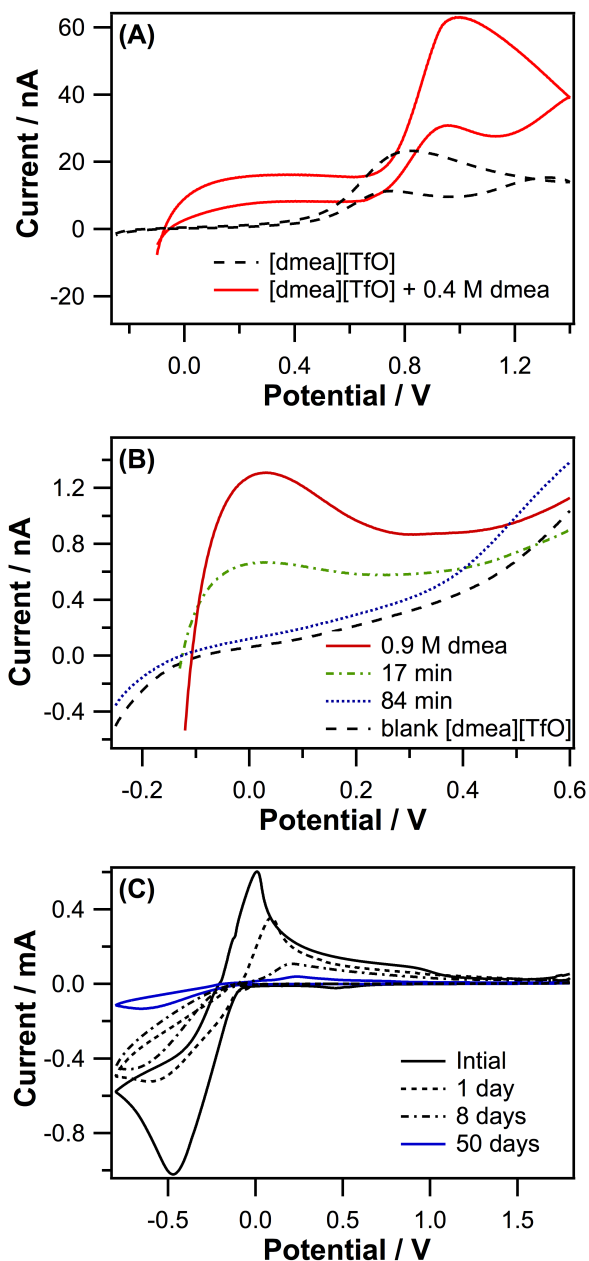 (A)
60
40
20
0
-20
Current / nA
[dmea][TfO]
[dmea][TfO] + 0.4 M dmea
0.0 0.4 0.8 1.2
Potential / V
(B)
1.2
0.8
0.4
0.0
-0.4
Current / nA
0.9 M dmea
17 min
84 min
blank [dmea][TfO]
-0.2 0.0 0.2 0.4 0.6
Potential / V
(C)
0.4
0.0
-0.4
-0.8
Current / mA
Intial
1 day
8 days
50 days
-0.5 0.0 0.5 1.0 1.5
Potential / V